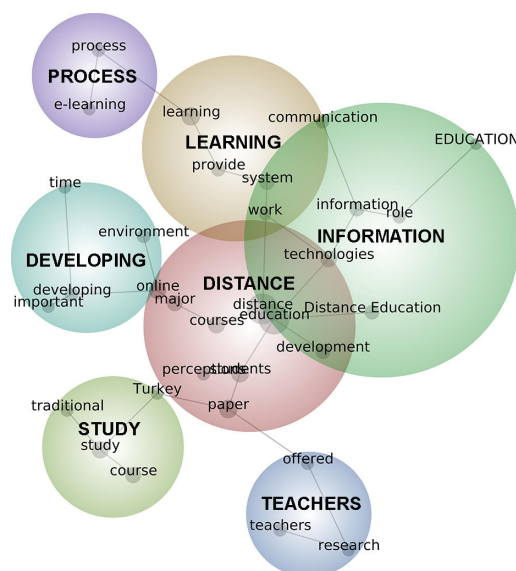 process
PROCESS
e-learning
learning
communication
LEARNING
EDUCATION
provide
system
time
work
information
role
environment
INFORMATION
DEVELOPING
technologies
DISTANCE
developing
online
important
major
distance
education
Distance Education
courses
development
perceptions
students
Turkey
traditional
paper
STUDY
study
offered
course
TEACHERS
teachers
research